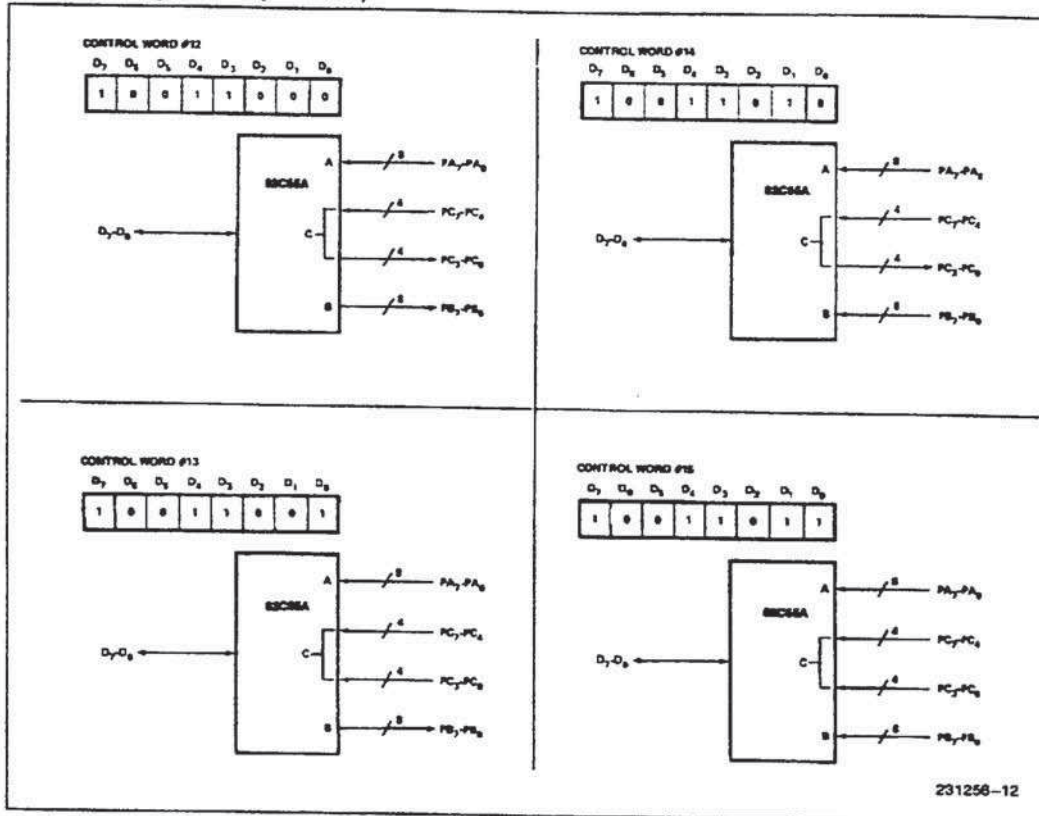 CONTROL WORD #12
D7 D6 D5 D4 D3 D2 D1 D0
1 0 0 1 1 0 0 0
A
8
PA7-PA0
82C55A
4
PC7-PC4
D7-D0
C
4
PC3-PC0
B
8
PB7-PB0
CONTROL WORD #14
D7 D6 D5 D4 D3 D2 D1 D0
1 0 0 1 1 0 1 0
A
8
PA7-PA0
82C55A
4
PC7-PC4
D7-D0
C
4
PC3-PC0
B
8
PB7-PB0
CONTROL WORD #13
D7 D6 D5 D4 D3 D2 D1 D0
1 0 0 1 1 0 0 1
A
8
PA7-PA0
82C55A
4
PC7-PC4
D7-D0
C
4
PC3-PC0
B
8
PB7-PB0
CONTROL WORD #15
D7 D6 D5 D4 D3 D2 D1 D0
1 0 0 1 1 0 1 1
A
8
PA7-PA0
82C55A
4
PC7-PC4
D7-D0
C
4
PC3-PC0
B
8
PB7-PB0
231256-12